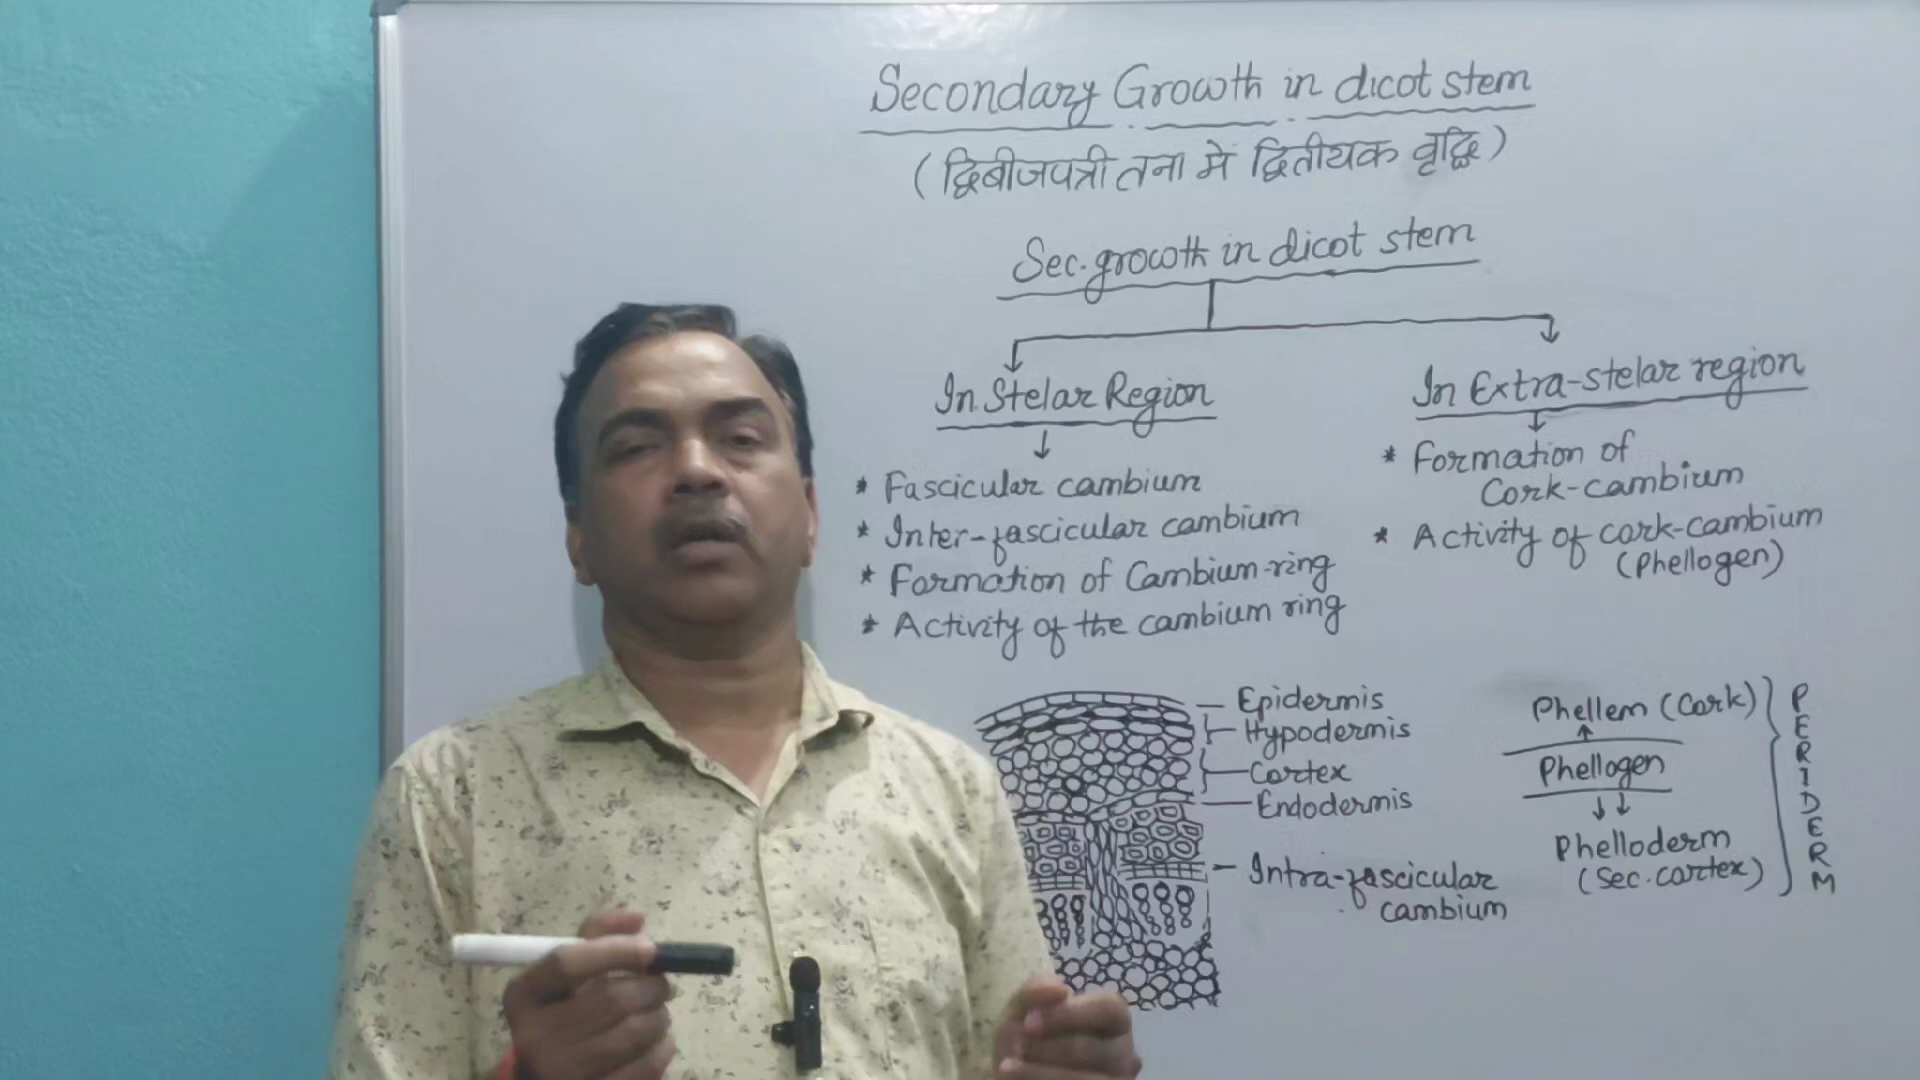 Secondary Growth in dicot stem
(द्विबीजपत्री तना में द्वितीयक वृद्धि)
Sec. growth in dicot stem
In Stelar Region
* Fascicular cambium
* Inter-fascicular cambium
* Formation of Cambium-ring
* Activity of the cambium ring
In Extra-stelar region
* Formation of
Cork-cambium
* Activity of cork-cambium
(Phellogen)
Epidermis
Hypodermis
Cortex
Endodermis
Intra-fascicular
cambium
Phellem (Cork)
Phellogen
Phelloderm
(Sec. cortex)
PERIDERM